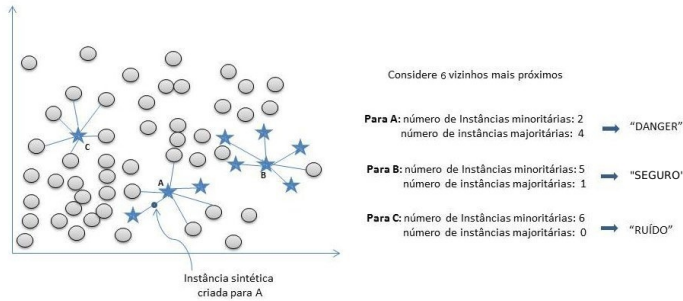 C
A
B
Instância sintética
criada para A
Considere 6 vizinhos mais próximos
Para A: número de Instâncias minoritárias: 2
número de instâncias majoritárias: 4
"DANGER"
Para B: número de Instâncias minoritárias: 5
número de instâncias majoritárias: 1
"SEGURO'
Para C: número de Instâncias minoritárias: 6
número de instâncias majoritárias: 0
"RUÍDO"